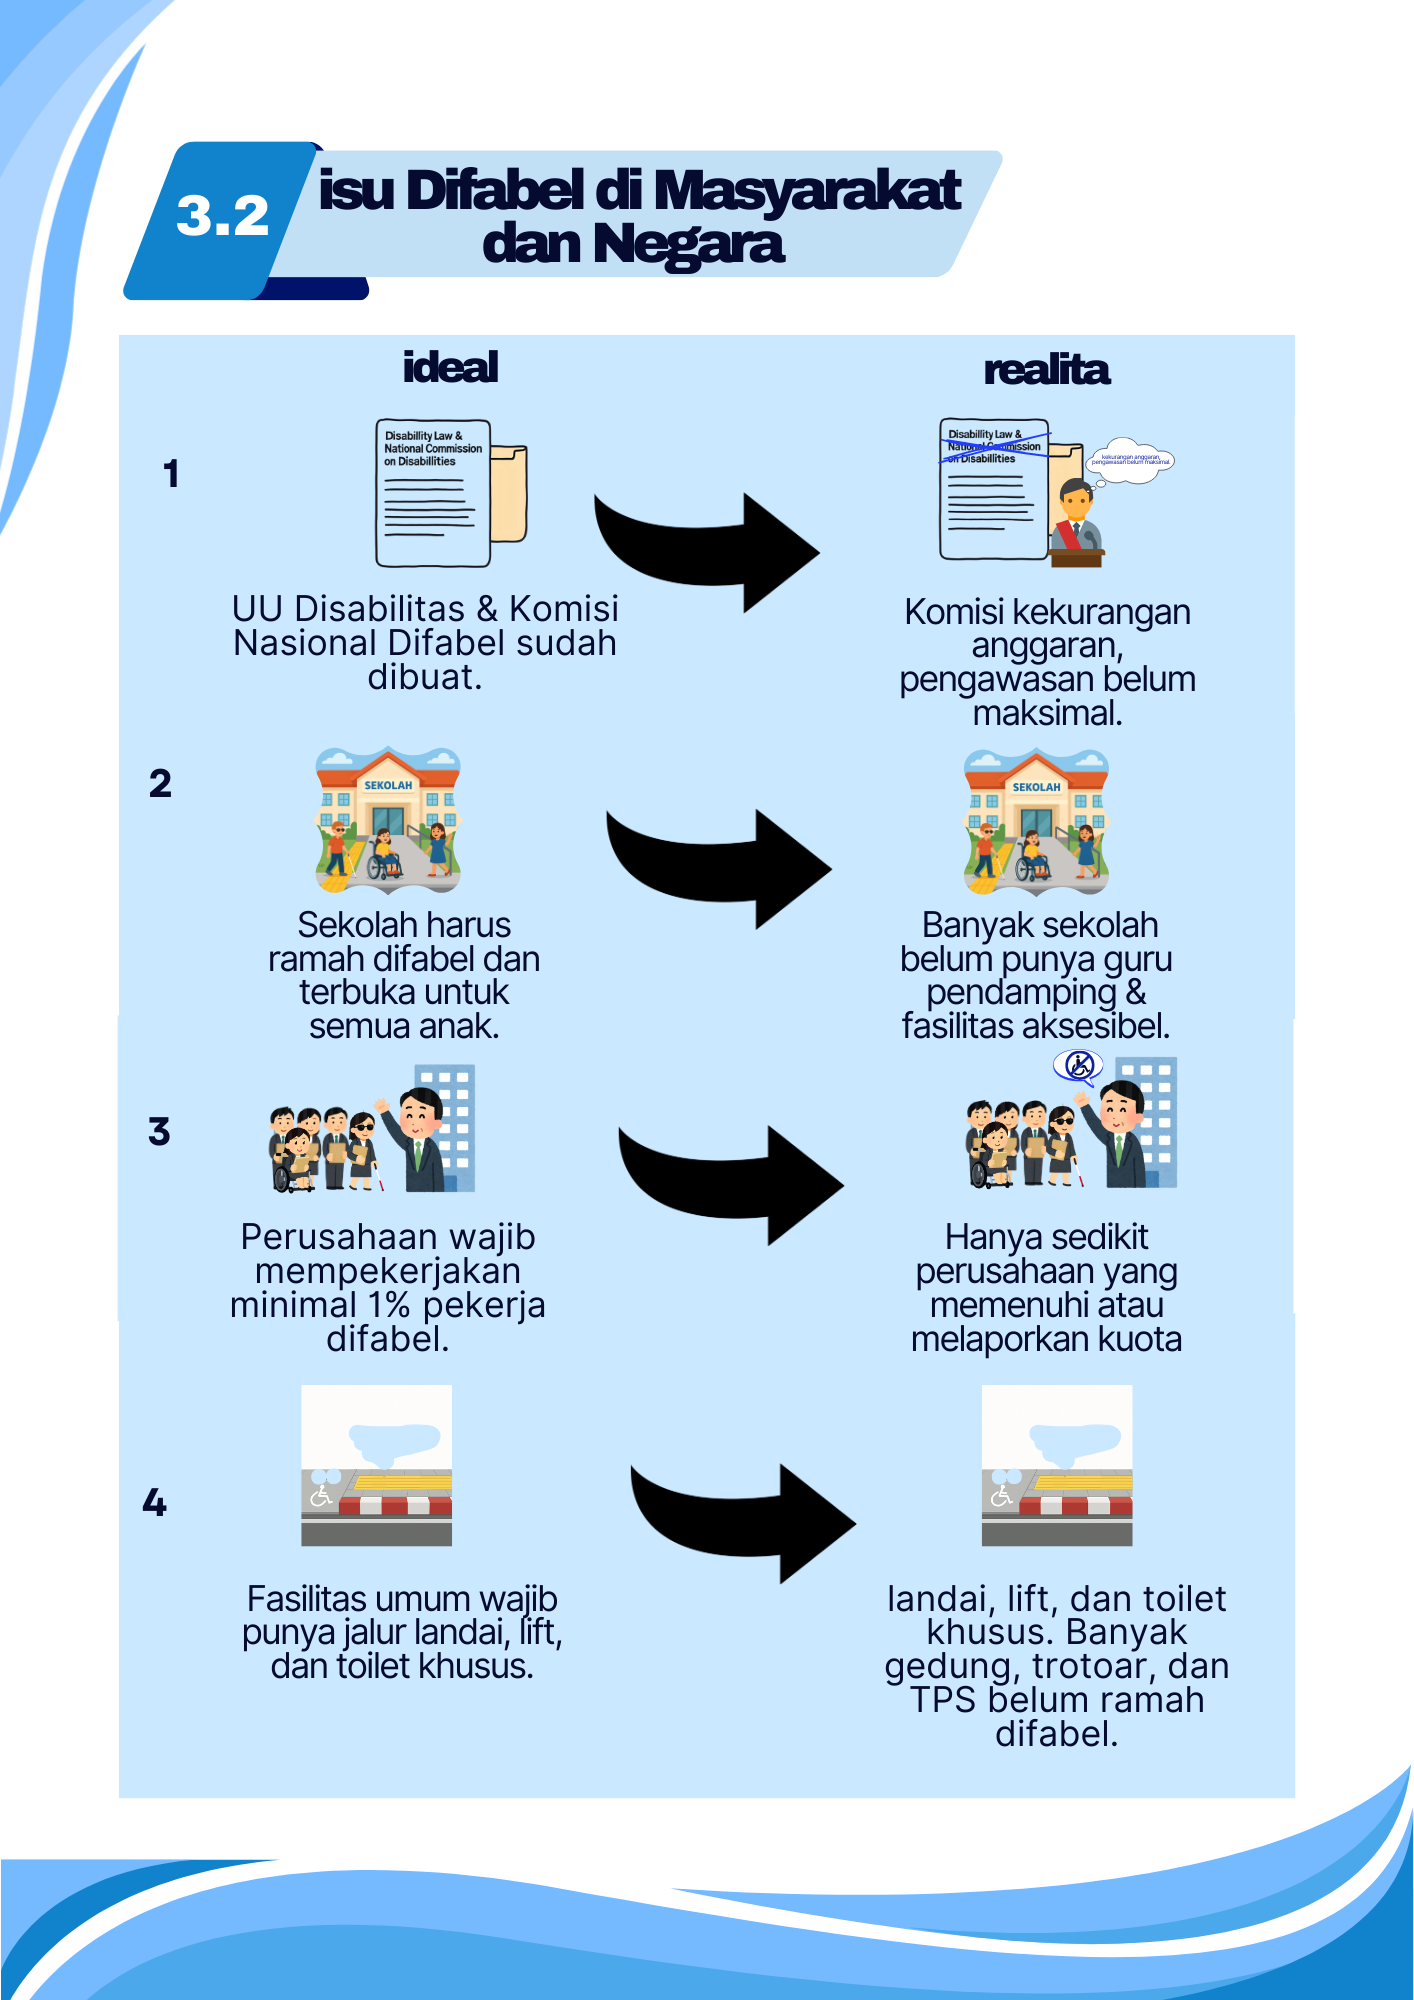 3.2
isu Difabel di Masyarakat
dan Negara
ideal
realita
1
Disabillity Law &
National Commission
on Disabillities
Disabillity Law &
National Commission
on Disabillities
kekurangan anggaran,
pengawasan belum maksimal.
UU Disabilitas & Komisi
Nasional Difabel sudah
dibuat.
Komisi kekurangan
anggaran,
pengawasan belum
maksimal.
2
SEKOLAH
SEKOLAH
Sekolah harus
ramah difabel dan
terbuka untuk
semua anak.
Banyak sekolah
belum punya guru
pendamping &
fasilitas aksesibel.
3
Perusahaan wajib
mempekerjakan
minimal 1% pekerja
difabel.
Hanya sedikit
perusahaan yang
memenuhi atau
melaporkan kuota
4
Fasilitas umum wajib
punya jalur landai, lift,
dan toilet khusus.
landai, lift, dan toilet
khusus. Banyak
gedung, trotoar, dan
TPS belum ramah
difabel.